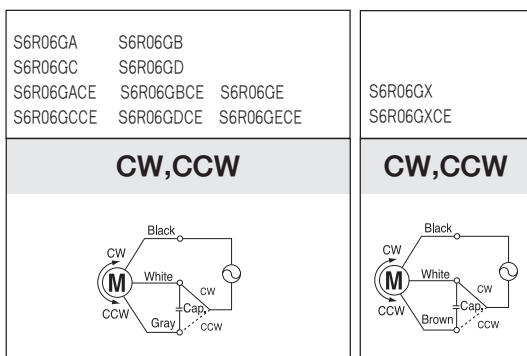 S6R06GA S6R06GB
S6R06GC S6R06GD
S6R06GACE S6R06GBCE S6R06GE
S6R06GCCE S6R06GDCE S6R06GECE
CW,CCW
Black
CW
White
M
CW
Cap.
CCW
Gray
CCW
S6R06GX
S6R06GXCE
CW,CCW
Black
CW
White
M
CW
Cap.
CCW
Brown
CCW